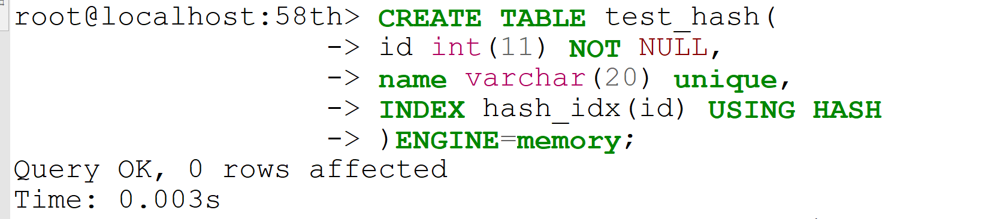 root@localhost:58th> CREATE TABLE test_hash(
-> id int(11) NOT NULL,
-> name varchar(20) unique,
-> INDEX hash_idx(id) USING HASH
-> )ENGINE=memory;
Query OK, 0 rows affected
Time: 0.003s